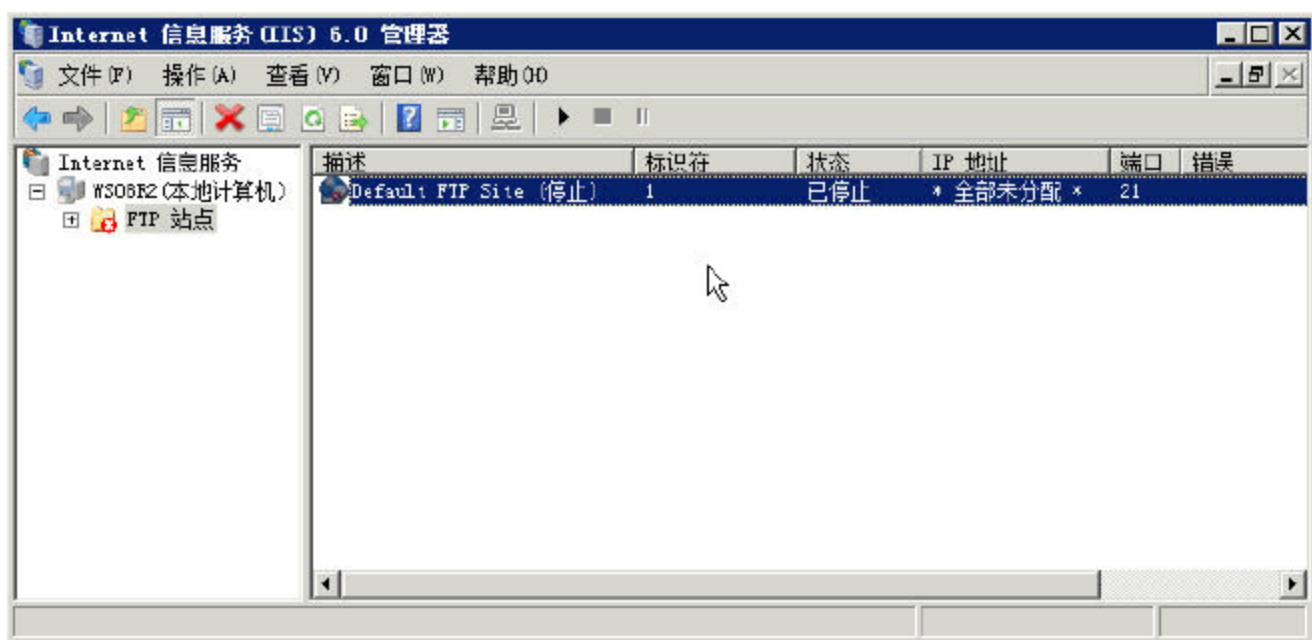 Internet 信息服务(IIS) 6.0 管理器
文件(F) 操作(A) 查看(V) 窗口(W) 帮助(H)
Internet 信息服务
WS08R2(本地计算机)
FTP 站点
描述 标识符 状态 IP 地址 端口 错误
Default FTP Site (停止) 1 已停止 * 全部未分配 * 21